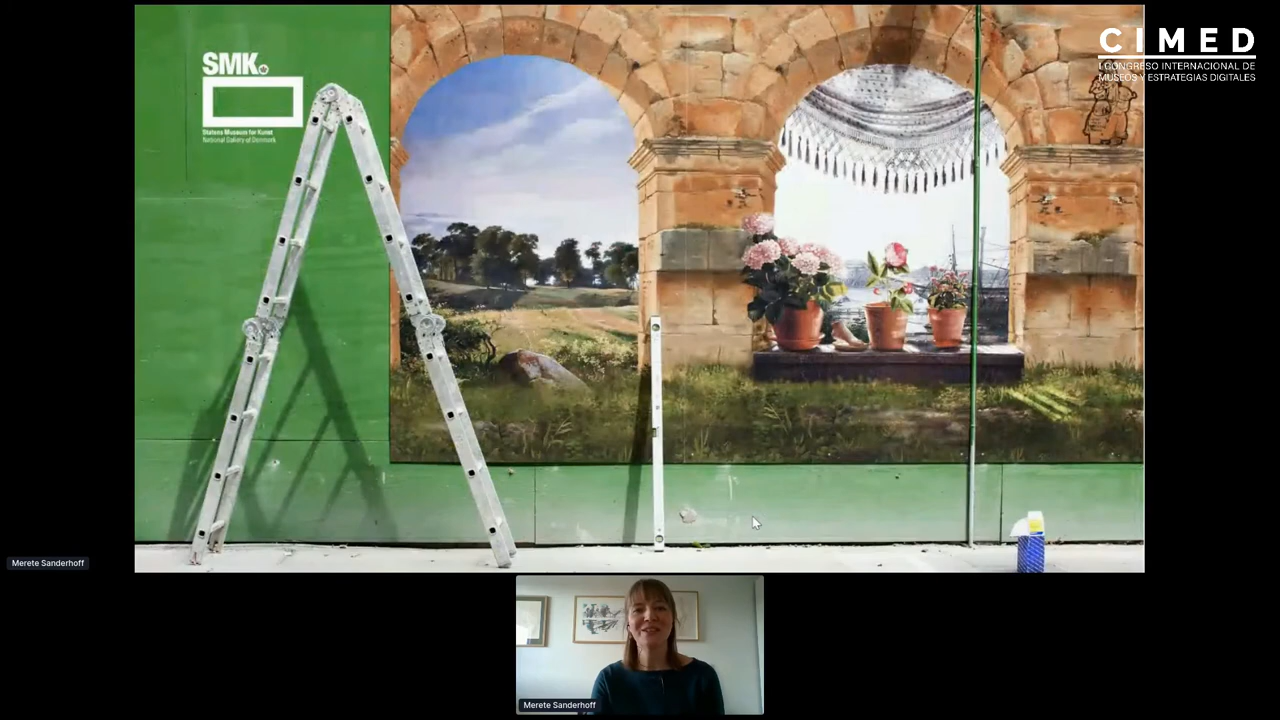 SMK
Statens Museum for Kunst
National Gallery of Denmark
CIMED
I CONGRESO INTERNACIONAL DE
MUSEOS Y ESTRATEGIAS DIGITALES
Merete Sanderhoff
Merete Sanderhoff